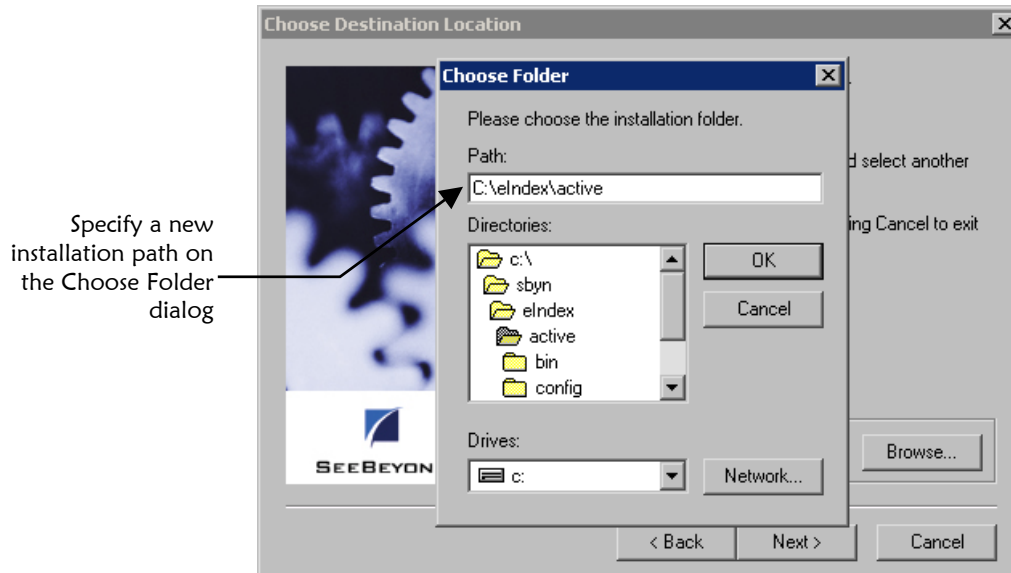 Choose Destination Location
Choose Folder
Please choose the installation folder.
Path:
d select another
C:\eIndex\active
Specify a new
installation path on
the Choose Folder
dialog
Directories:
ing Cancel to exit
c:\
OK
sbyn
eIndex
Cancel
active
bin
config
Drives:
Browse...
SEEBEYON
c:
Network...
< Back
Next >
Cancel